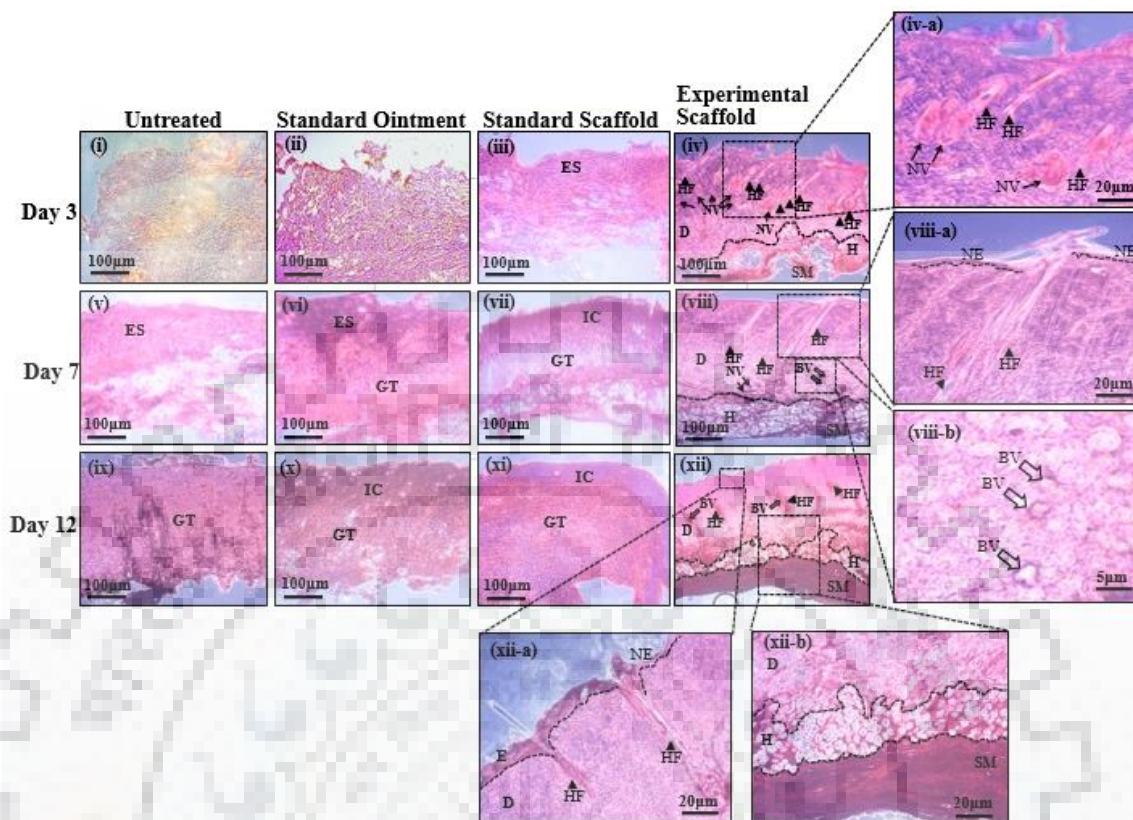 Untreated
Standard Ointment
Standard Scaffold
Experimental
Scaffold
Day 3
(i)
100µm
(ii)
100µm
(iii)
ES
100µm
(iv)
HF
HF
NV
NV
HF
D
H
SM
100µm
(iv-a)
HF
HF
NV
NV
HF
20µm
Day 7
(v)
ES
100µm
(vi)
ES
GT
100µm
(vii)
IC
GT
100µm
(viii)
HF
D
HF
HF
NV
BV
H
SM
100µm
(viii-a)
NE
NE
HF
HF
20µm
(viii-b)
BV
BV
BV
5µm
Day 12
(ix)
GT
100µm
(x)
IC
GT
100µm
(xi)
IC
GT
100µm
(xii)
BV
BV
HF
HF
D
HF
H
SM
100µm
(xii-a)
NE
E
HF
HF
D
20µm
(xii-b)
D
H
SM
20µm